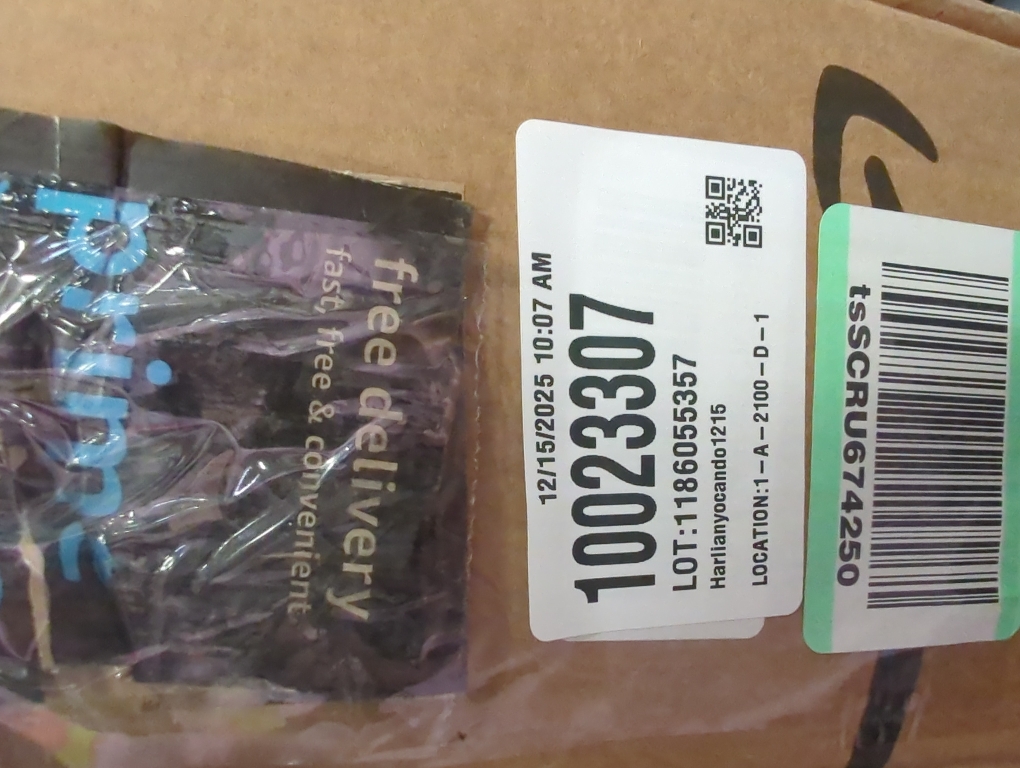 prime
free delivery
fast, free & convenient
12/15/2025 10:07 AM
10023307
LOT:1186055357
Harlianyocando1215
LOCATION:1-A-2100-D-1
tsSCRU674250